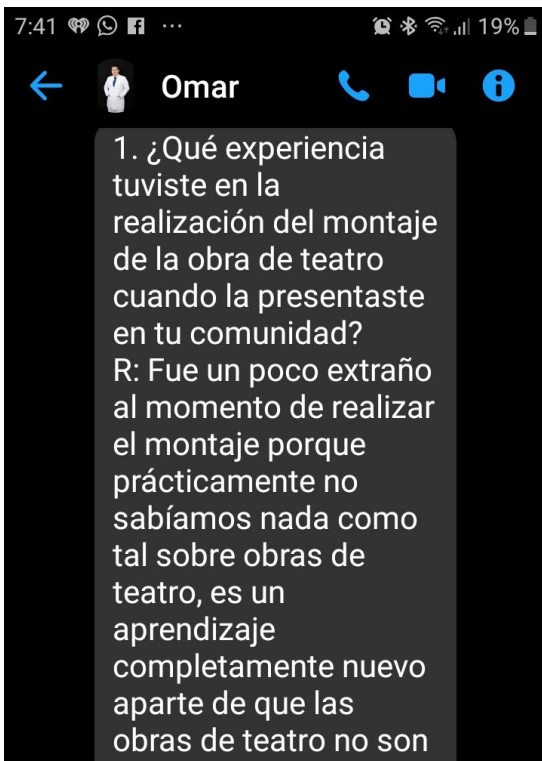 7:41 ... 19%
Omar
1. ¿Qué experiencia
tuviste en la
realización del montaje
de la obra de teatro
cuando la presentaste
en tu comunidad?
R: Fue un poco extraño
al momento de realizar
el montaje porque
prácticamente no
sabíamos nada como
tal sobre obras de
teatro, es un
aprendizaje
completamente nuevo
aparte de que las
obras de teatro no son